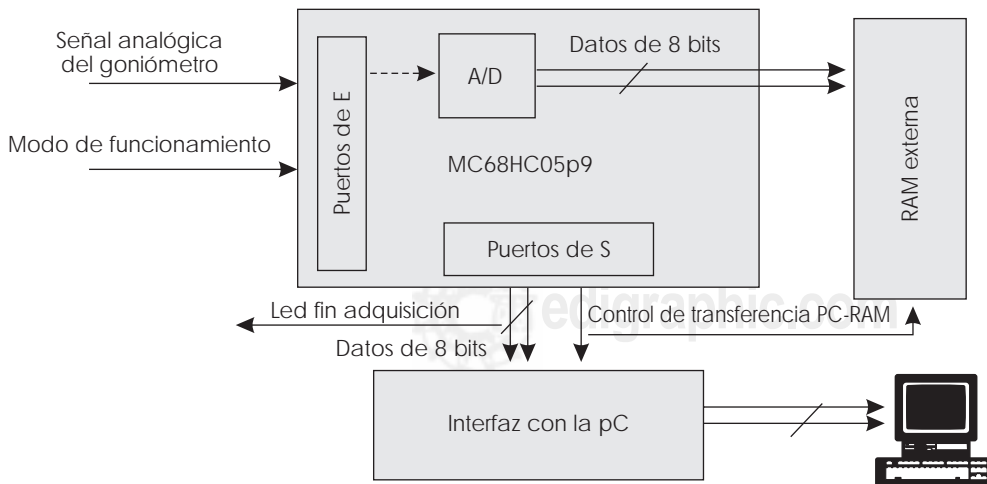 Señal analógica
del goniómetro
Modo de funcionamiento
Puertos de E
A/D
Datos de 8 bits
MC68HC05p9
RAM externa
Puertos de S
Led fin adquisición
Datos de 8 bits
Control de transferencia PC-RAM
edigraphic.com
Interfaz con la pC